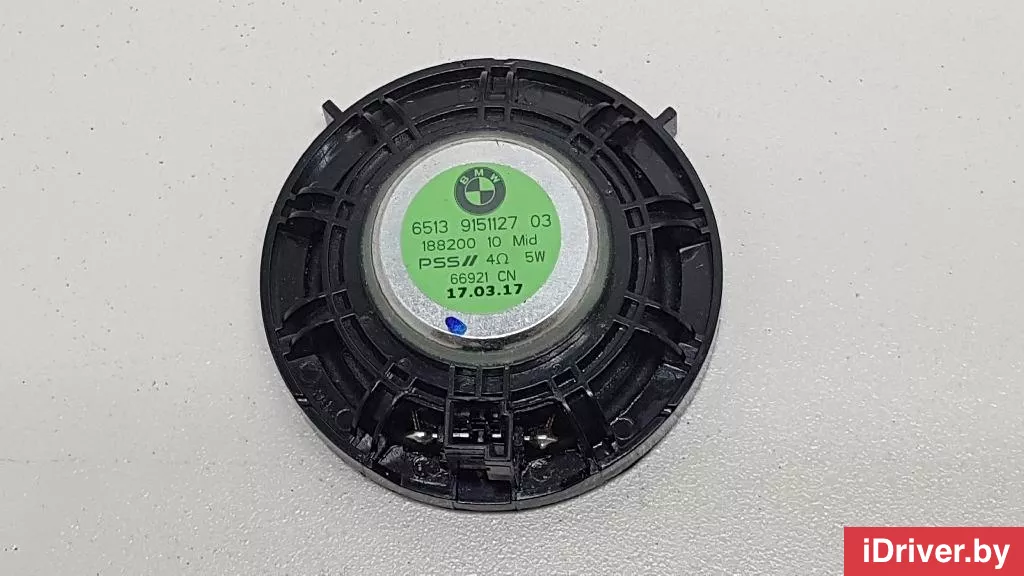 BMW
6513 9151127 03
188200 10 Mid
PSS// 4Ω 5W
66921 CN
17.03.17
iDriver.by